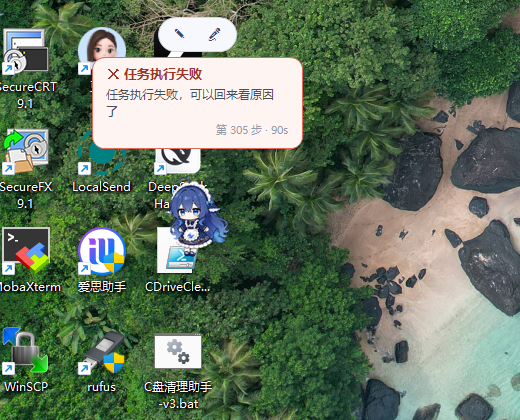 任务执行失败
任务执行失败，可以回来看原因
了
第 305 步 · 90s
SecureCRT
9.1
SecureFX
9.1
LocalSend
MobaXterm
爱思助手
CDriveCle...
WinSCP
rufus
C盘清理助手
-v3.bat